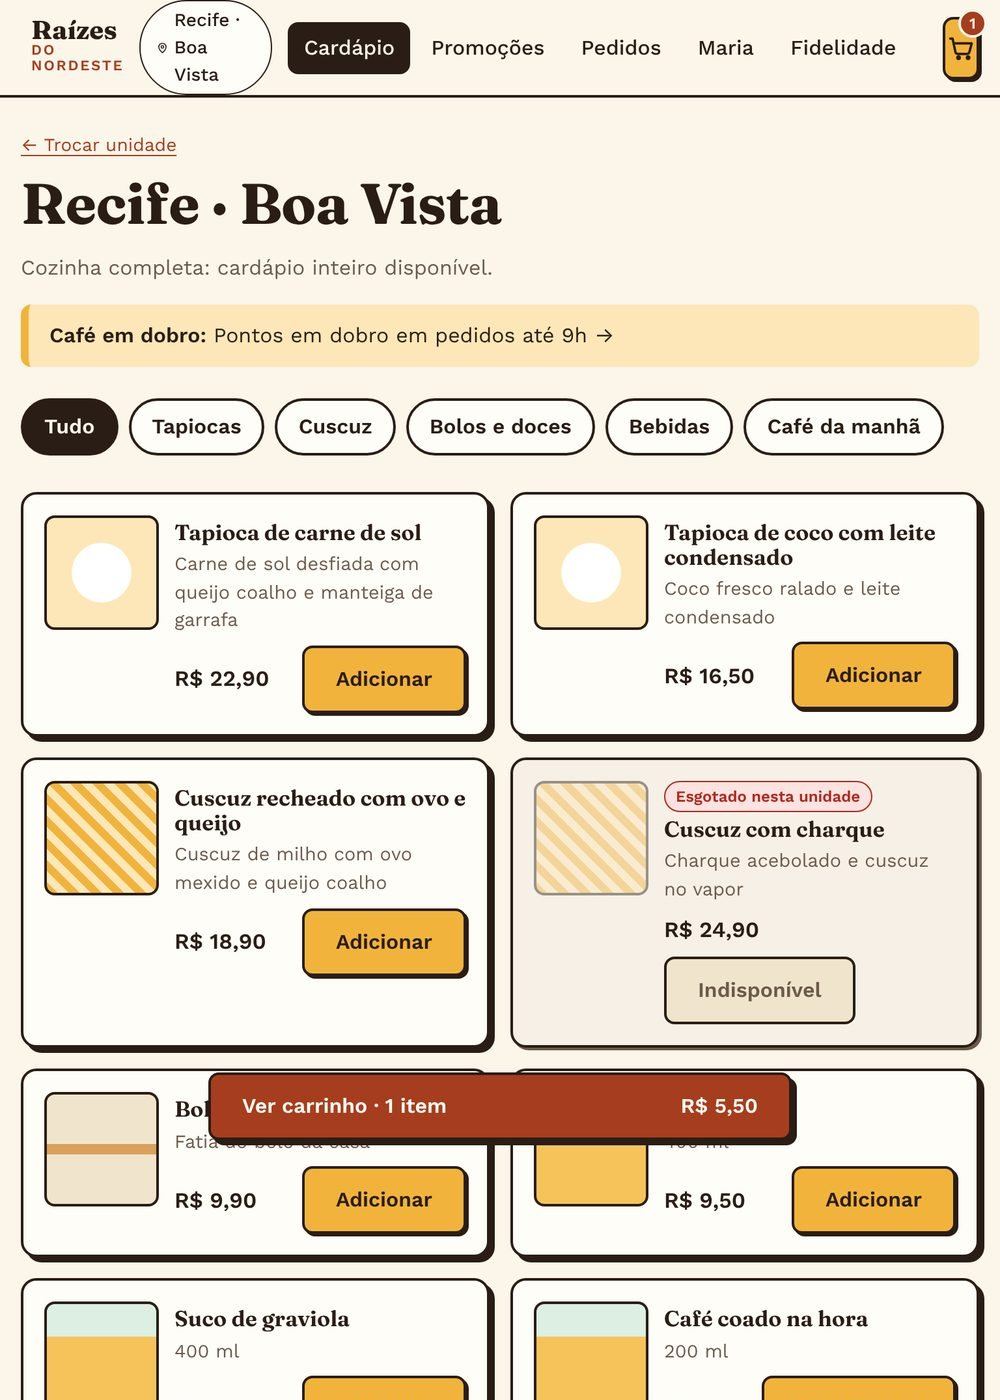 Raízes
DO
NORDESTE
Recife ·
Boa
Vista
Cardápio
Promoções
Pedidos
Maria
Fidelidade
1
← Trocar unidade
Recife · Boa Vista
Cozinha completa: cardápio inteiro disponível.
Café em dobro: Pontos em dobro em pedidos até 9h →
Tudo
Tapiocas
Cuscuz
Bolos e doces
Bebidas
Café da manhã
Tapioca de carne de sol
Carne de sol desfiada com
queijo coalho e manteiga de
garrafa
R$ 22,90
Adicionar
Tapioca de coco com leite
condensado
Coco fresco ralado e leite
condensado
R$ 16,50
Adicionar
Cuscuz recheado com ovo e
queijo
Cuscuz de milho com ovo
mexido e queijo coalho
R$ 18,90
Adicionar
Esgotado nesta unidade
Cuscuz com charque
Charque acebolado e cuscuz
no vapor
R$ 24,90
Indisponível
Ver carrinho · 1 item
R$ 5,50
Fatia de bolo da casa
R$ 9,90
Adicionar
ml
R$ 9,50
Adicionar
Suco de graviola
400 ml
Café coado na hora
200 ml